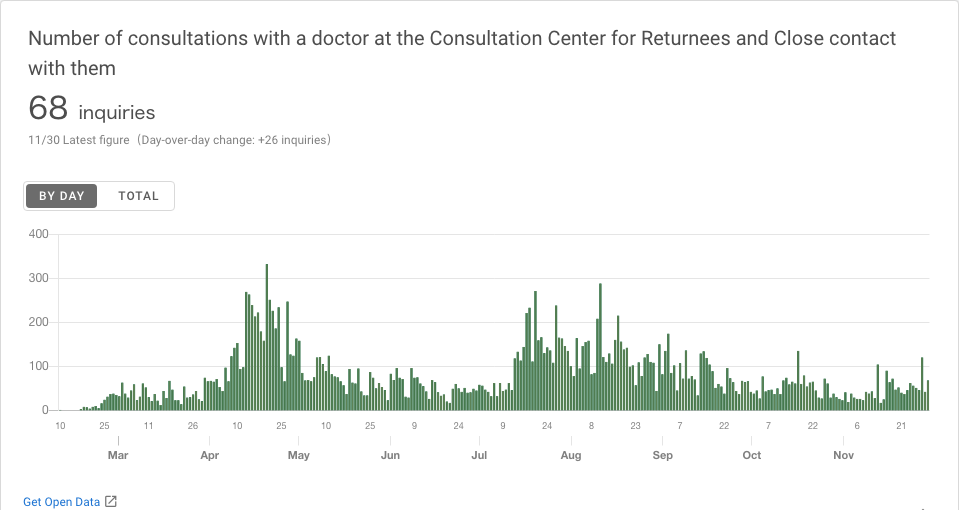 Number of consultations with a doctor at the Consultation Center for Returnees and Close contact
with them
68 inquiries
11/30 Latest figure (Day-over-day change: +26 inquiries)
BY DAY TOTAL
400
300
200
100
0
10 25 11 26 10 25 10 25 9 24 9 24 8 23 7 22 7 22 6 21
Mar Apr May Jun Jul Aug Sep Oct Nov
Get Open Data